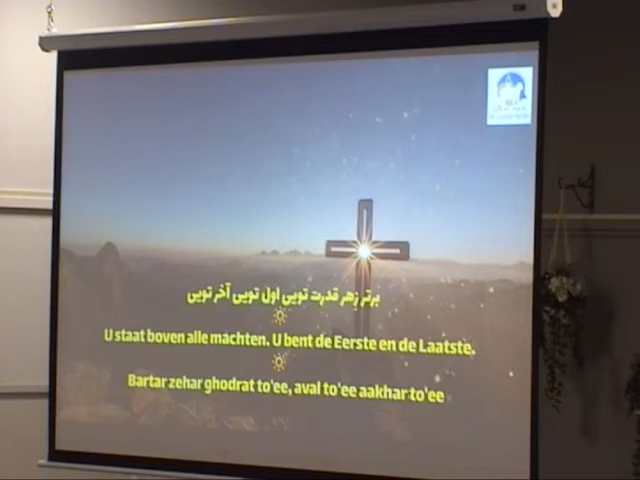 برتر زهر قدرت تویی اول تویی آخر تویی
U staat boven alle machten. U bent de Eerste en de Laatste.
Bartar zehar ghodrat to'ee, aval to'ee aakhar to'ee